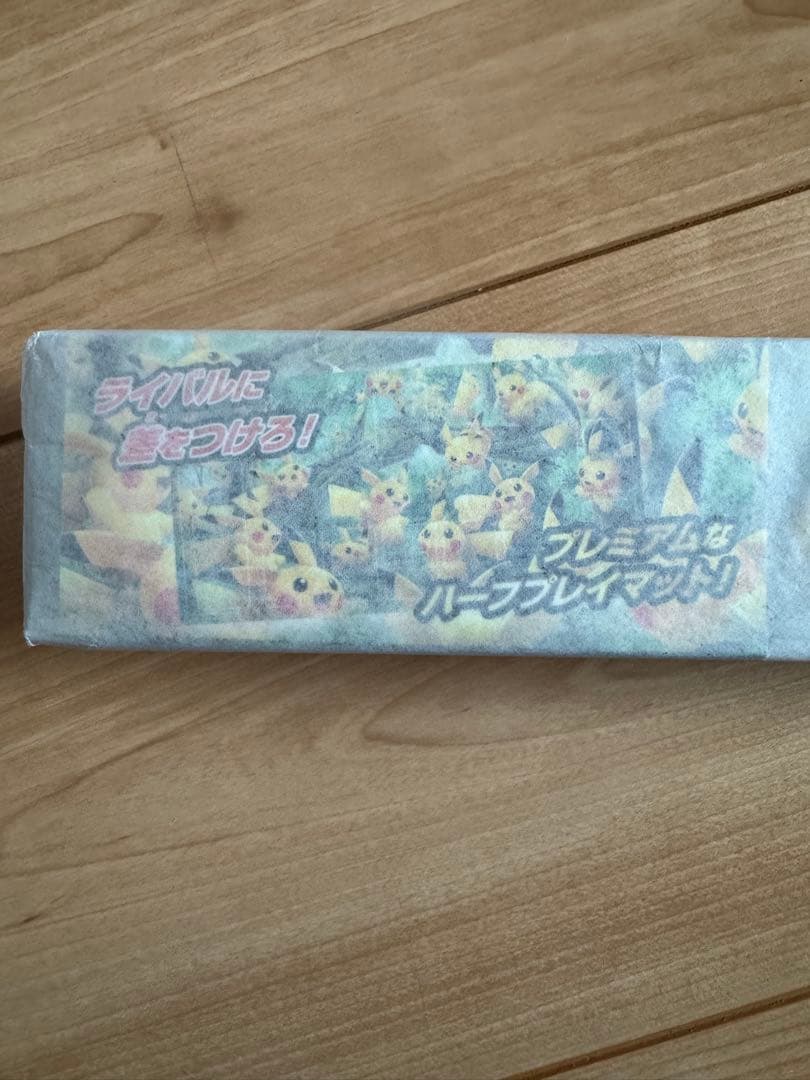 ライバルに
差をつけろ!
プレミアムな
ハーフプレイマット!